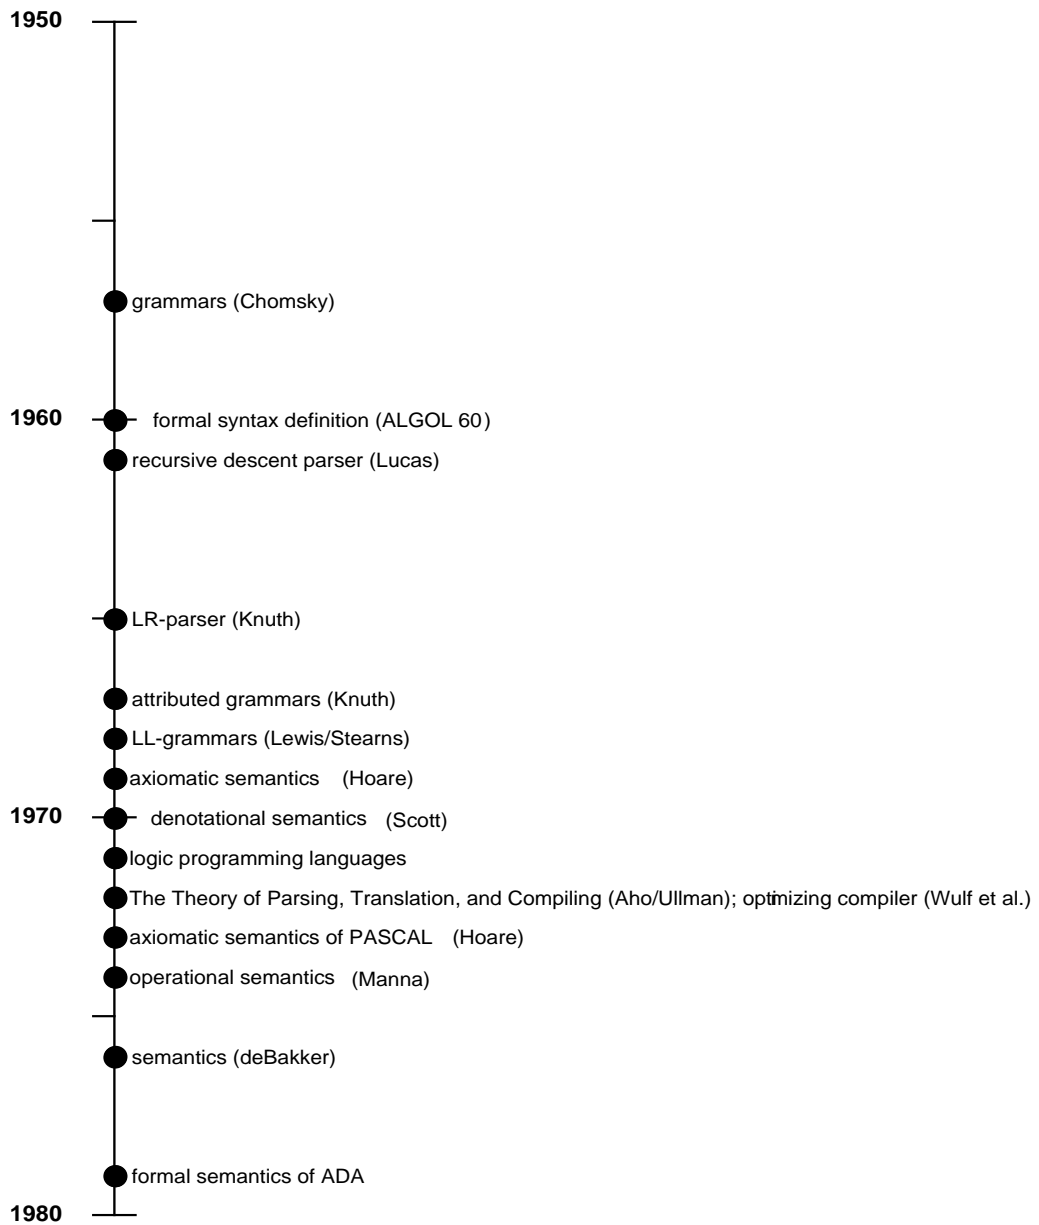 1950
grammars (Chomsky)
1960
formal syntax definition (ALGOL 60)
recursive descent parser (Lucas)
LR-parser (Knuth)
attributed grammars (Knuth)
LL-grammars (Lewis/Stearns)
axiomatic semantics (Hoare)
1970
denotational semantics (Scott)
logic programming languages
The Theory of Parsing, Translation, and Compiling (Aho/Ullman); optimizing compiler (Wulf et al.)
axiomatic semantics of PASCAL (Hoare)
operational semantics (Manna)
semantics (deBakker)
formal semantics of ADA
1980